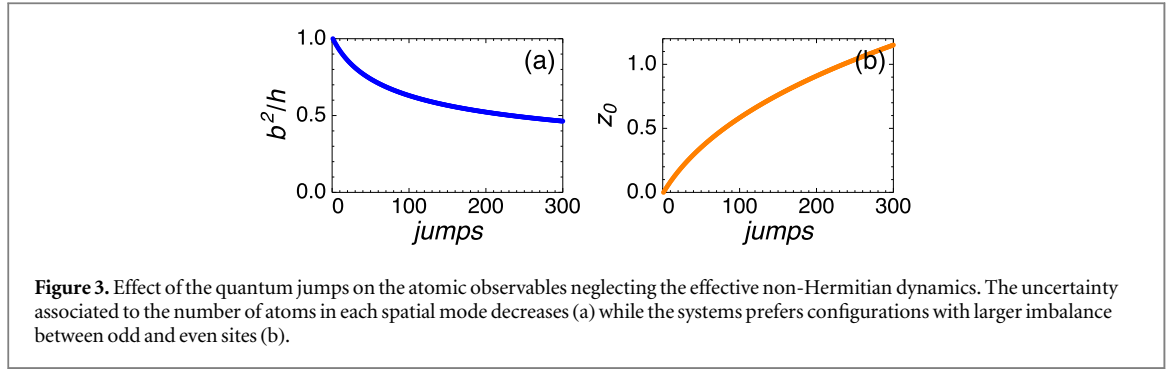 (a)
1.0
0.5
0.0
b²/h
0 100 200 300
jumps
(b)
1.0
0.5
0.0
z₀
0 100 200 300
jumps
Figure 3. Effect of the quantum jumps on the atomic observables neglecting the effective non-Hermitian dynamics. The uncertainty
associated to the number of atoms in each spatial mode decreases (a) while the systems prefers configurations with larger imbalance
between odd and even sites (b).